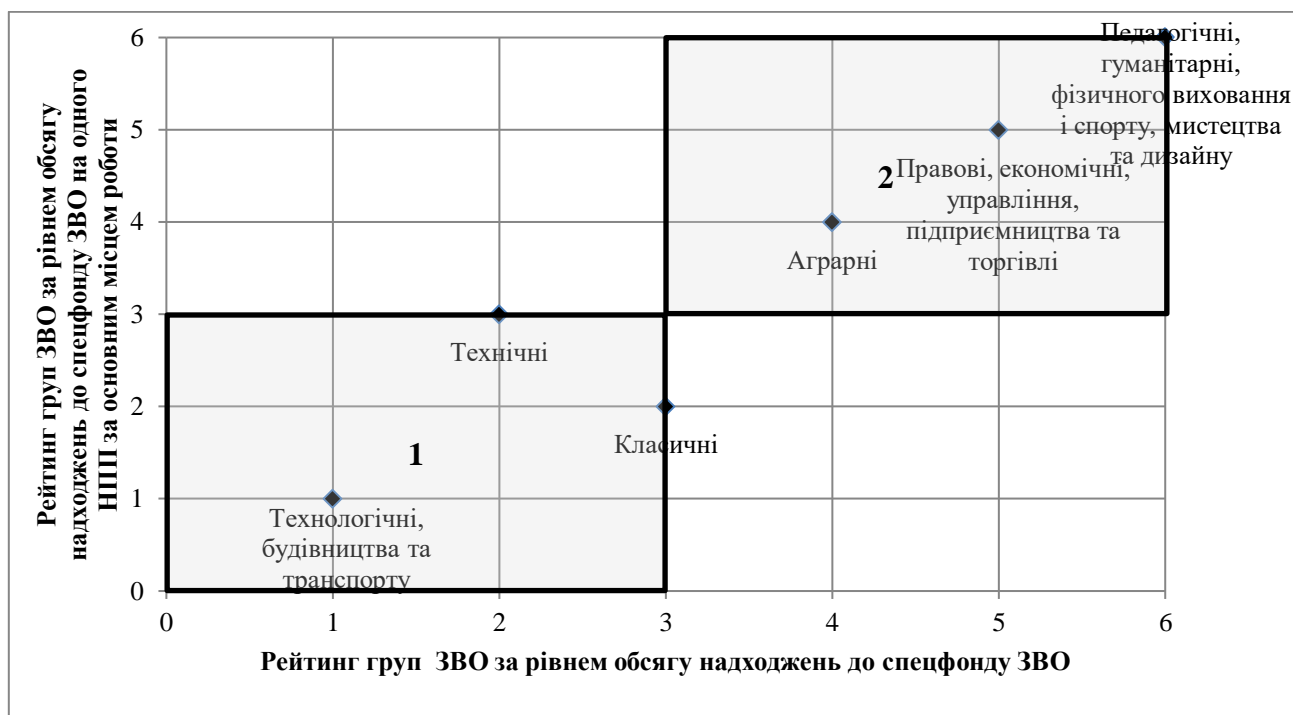 Рейтинг груп ЗВО за рівнем обсягу
надходжень до спецфонду ЗВО на одного
НПП за основним місцем роботи
6
5
4
3
2
1
0
Педагогічні,
гуманітарні,
фізичного виховання
і спорту, мистецтва
та дизайну
2
Правові, економічні,
управління,
підприємництва та
торгівлі
Аграрні
Технічні
Класичні
1
Технологічні,
будівництва та
транспорту
0 1 2 3 4 5 6
Рейтинг груп ЗВО за рівнем обсягу надходжень до спецфонду ЗВО